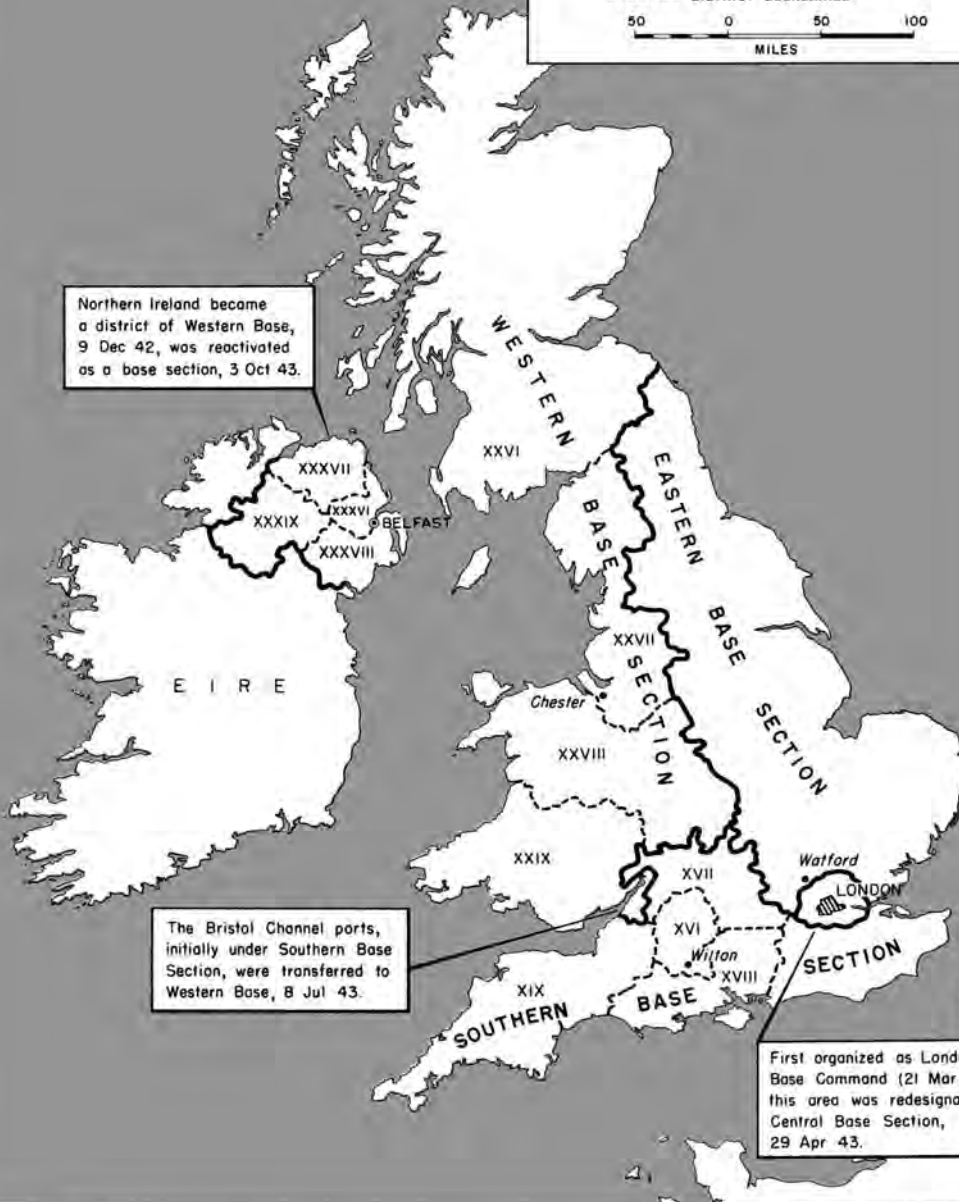 50 0 50 100
MILES
Northern Ireland became
a district of Western Base,
9 Dec 42, was reactivated
as a base section, 3 Oct 43.
WESTERN
BASE
SECTION
XXVI
XXXVII
XXXVI
XXXIX
BELFAST
XXXVIII
EASTERN
BASE
SECTION
XXVII
EIRE
Chester
XXVIII
XXIX
XVII
Watford
LONDON
XVI
Wilton
XVIII
XIX
SOUTHERN
BASE
SECTION
The Bristol Channel ports,
initially under Southern Base
Section, were transferred to
Western Base, 8 Jul 43.
First organized as
Base Command (21 Mar
this area was
Central Base Section,
29 Apr 43.